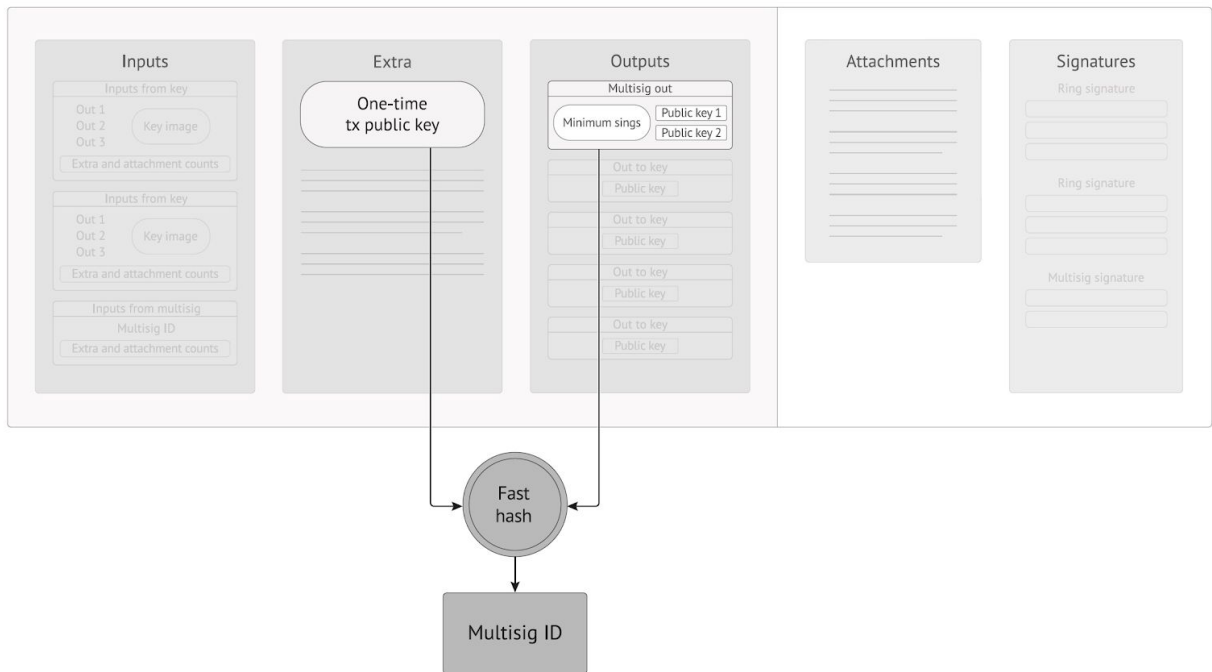 Inputs
Inputs from key
Out 1
Out 2
Out 3
Key image
Extra and attachment counts
Inputs from key
Out 1
Out 2
Out 3
Key image
Extra and attachment counts
Inputs from multisig
Multisig ID
Extra and attachment counts
Extra
One-time
tx public key
Outputs
Multisig out
Minimum sings
Public key 1
Public key 2
Out to key
Public key
Out to key
Public key
Out to key
Public key
Out to key
Public key
Attachments
Signatures
Ring signature
Ring signature
Multisig signature
Fast
hash
Multisig ID